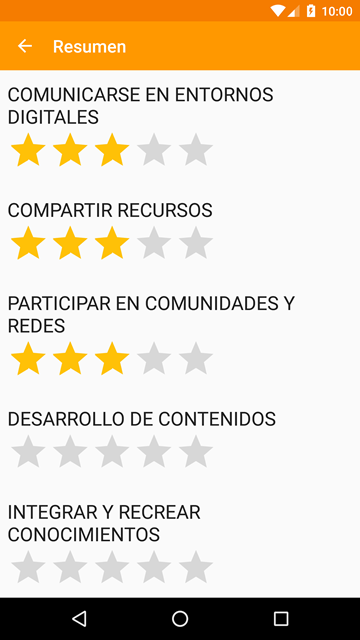 10:00
Resumen
COMUNICARSE EN ENTORNOS
DIGITALES
COMPARTIR RECURSOS
PARTICIPAR EN COMUNIDADES Y
REDES
DESARROLLO DE CONTENIDOS
INTEGRAR Y RECREAR
CONOCIMIENTOS